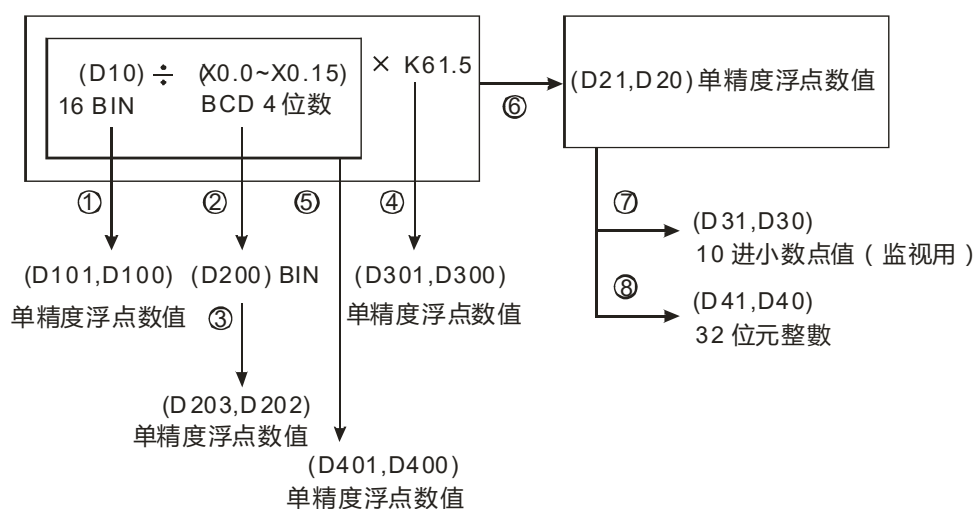 (D10) ÷ (X0.0~X0.15) × K61.5
16 BIN BCD 4位数
⑥
(D21,D20)单精度浮点数值
① ② ⑤ ④
⑦
(D31,D30)
10 进小数点值(监视用)
(D101,D100) (D200) BIN (D301,D300)
单精度浮点数值 ③ 单精度浮点数值
⑧
(D41,D40)
32 位元整數
(D203,D202)
单精度浮点数值
(D401,D400)
单精度浮点数值